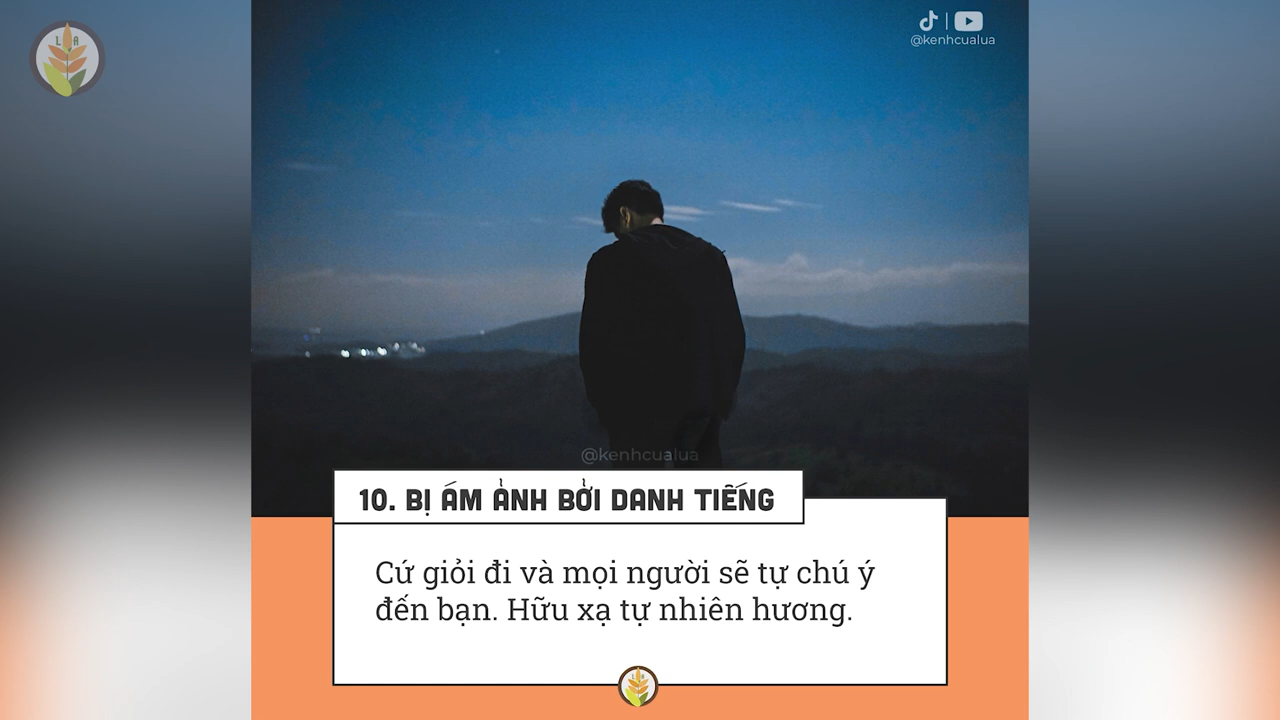 L A
@kenhcualua
@kenhcualua
10. BỊ ÁM ẢNH BỞI DANH TIẾNG
Cứ giỏi đi và mọi người sẽ tự chú ý
đến bạn. Hữu xạ tự nhiên hương.